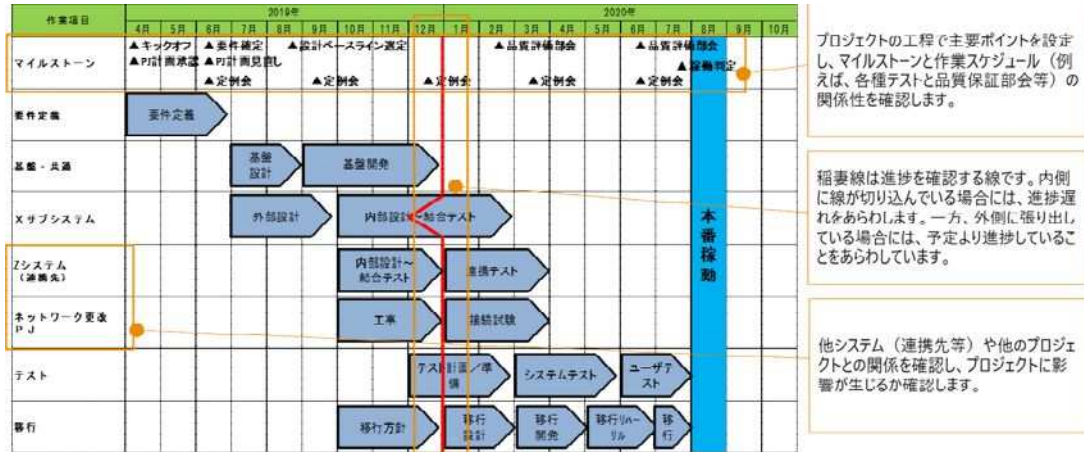 作業項目
2019年
2020年
4月 5月 6月 7月 8月 9月 10月 11月 12月 1月 2月 3月 4月 5月 6月 7月 8月 9月 10月
マイルストーン
▲キックオフ ▲要件確定 ▲設計ベースライン選定 ▲品質評価部会 ▲品質評価部会
▲PJ計画承認 ▲PJ計画見直し ▲稼働判定
▲定例会 ▲定例会 ▲定例会 ▲定例会 ▲定例会
要件定義
要件定義
基盤・共通
基盤
設計
基盤開発
Xサブシステム
外部設計
内部設計~結合テスト
Zシステム
(連携先)
内部設計~
結合テスト
連携テスト
ネットワーク更改
PJ
工事
接続試験
テスト
テスト計画/準
備
システムテスト
ユーザテ
スト
移行
移行方針
移行
設計
移行
開発
移行リハー
サル
移
行
本番稼動
プロジェクトの工程で主要ポイントを設定
し、マイルストーンと作業スケジュール(例
えば、各種テストと品質保証部会等)の
関係性を確認します。
稲妻線は進捗を確認する線です。内側
に線が切り込んでいる場合には、進捗遅
れをあらわします。一方、外側に張り出し
ている場合には、予定より進捗しているこ
とをあらわしています。
他システム(連携先等)や他のプロジェ
クトとの関係を確認し、プロジェクトに影
響が生じるか確認します。